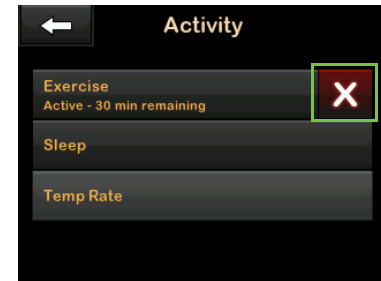 Activity
Exercise
Active - 30 min remaining
Sleep
Temp Rate